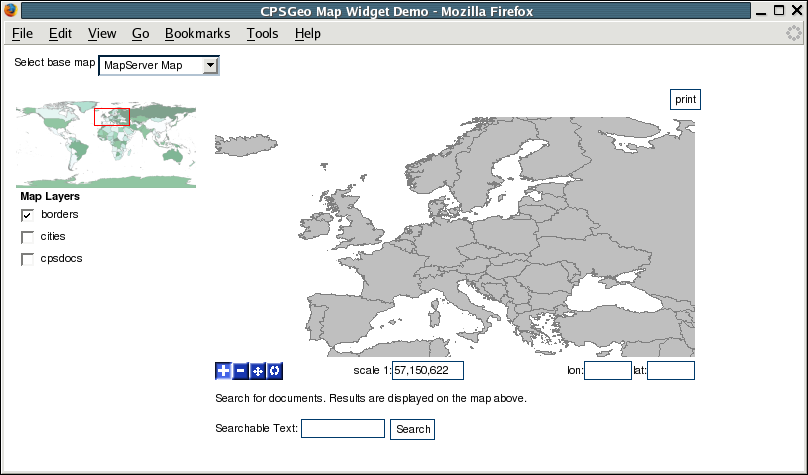 CPSGeo Map Widget Demo - Mozilla Firefox
File Edit View Go Bookmarks Tools Help
Select base map MapServer Map
print
Map Layers
borders
cities
cpsdocs
scale 1: 57,150,622 lon: lat:
Search for documents. Results are displayed on the map above.
Searchable Text: Search